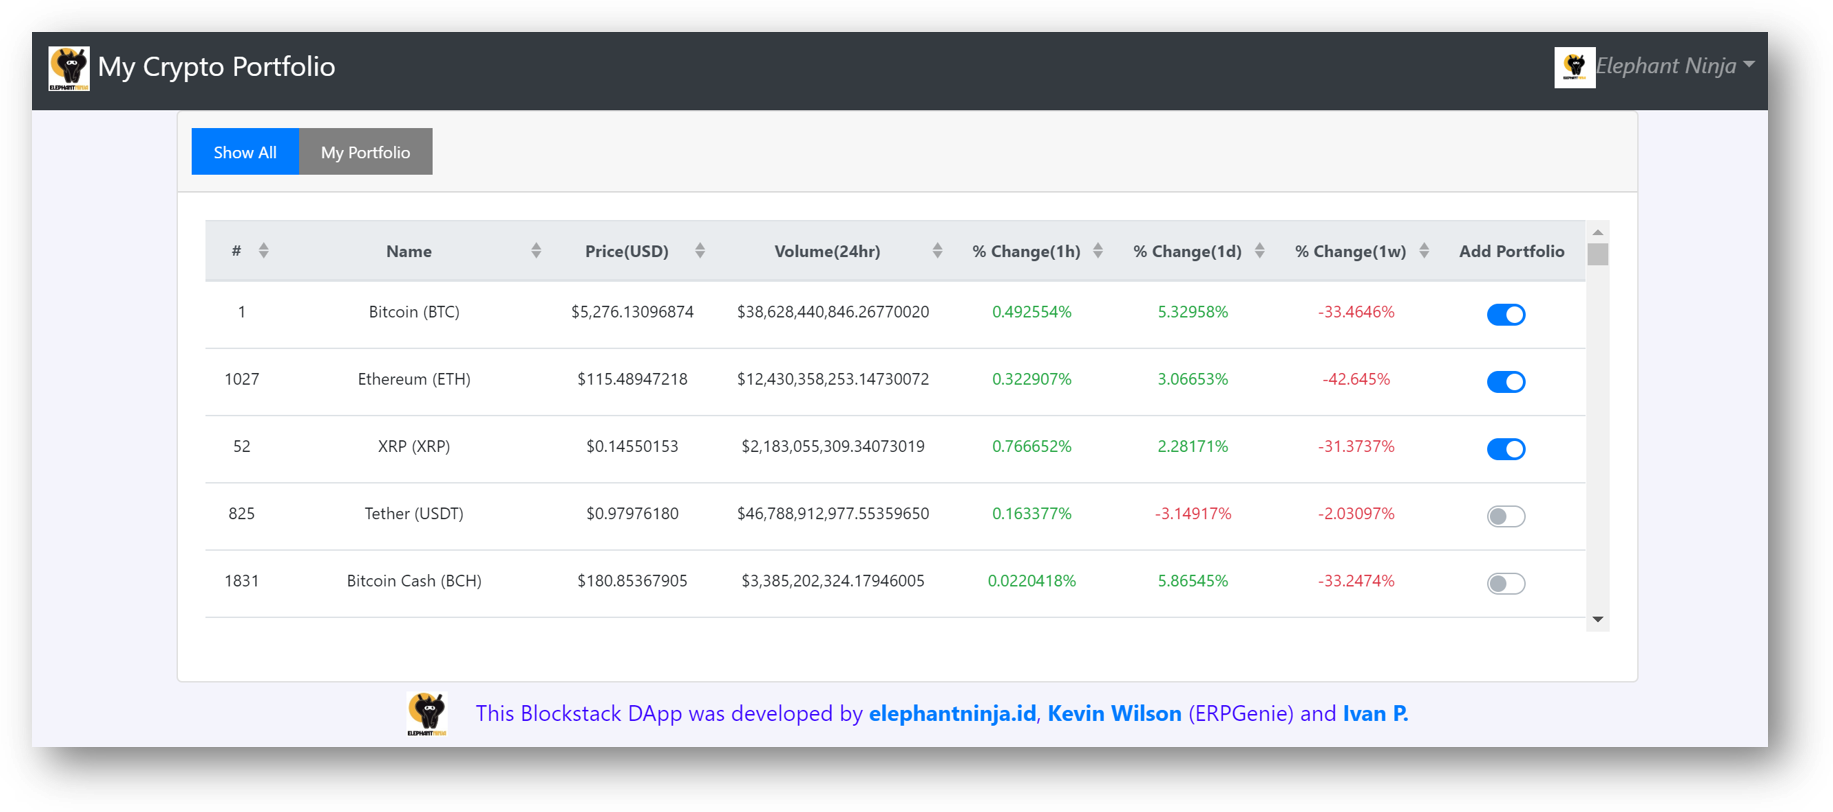 ELEPHANTNINJA My Crypto Portfolio Elephant Ninja
Show All My Portfolio
# Name Price(USD) Volume(24hr) % Change(1h) % Change(1d) % Change(1w) Add Portfolio
1 Bitcoin (BTC) $5,276.13096874 $38,628,440,846.26770020 0.492554% 5.32958% -33.4646%
1027 Ethereum (ETH) $115.48947218 $12,430,358,253.14730072 0.322907% 3.06653% -42.645%
52 XRP (XRP) $0.14550153 $2,183,055,309.34073019 0.766652% 2.28171% -31.3737%
825 Tether (USDT) $0.97976180 $46,788,912,977.55359650 0.163377% -3.14917% -2.03097%
1831 Bitcoin Cash (BCH) $180.85367905 $3,385,202,324.17946005 0.0220418% 5.86545% -33.2474%
ELEPHANTNINJA This Blockstack DApp was developed by elephantninja.id, Kevin Wilson (ERPGenie) and Ivan P.